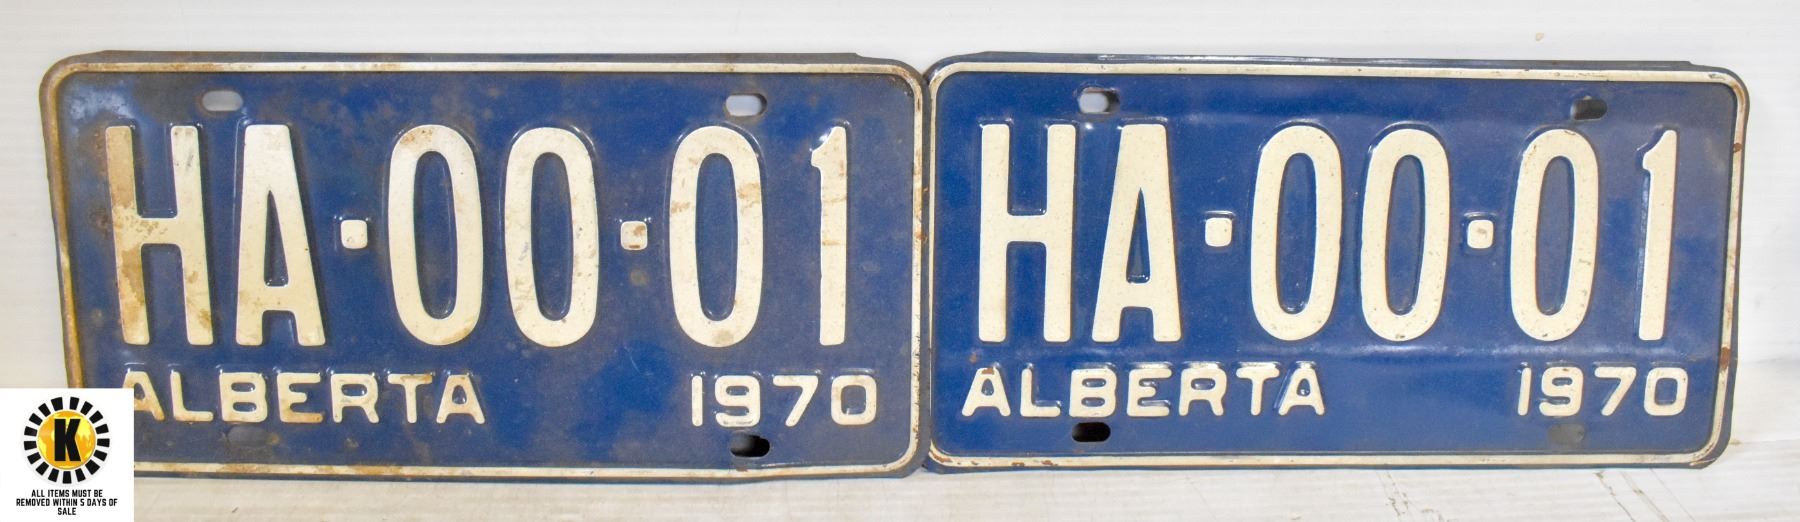 HA·00·01
ALBERTA 1970
HA·00·01
ALBERTA 1970
K
ALL ITEMS MUST BE
REMOVED WITHIN 5 DAYS OF
SALE